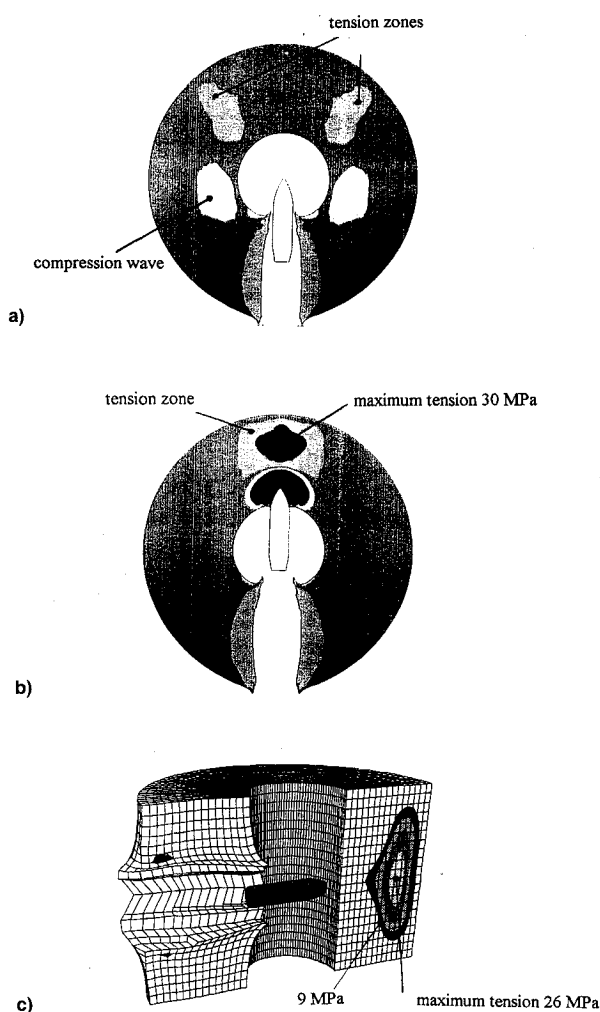 tension zones
compression wave
a)
tension zone
maximum tension 30 MPa
b)
9 MPa
maximum tension 26 MPa
c)